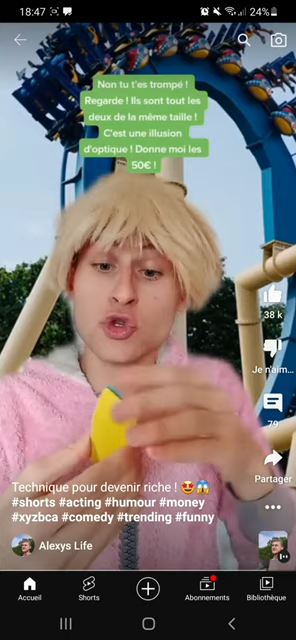 18:47
24%
Non tu t'es trompé !
Regarde ! Ils sont tout les
deux de la même taille !
C'est une illusion
d'optique ! Donne moi les
50€ !
38 k
Je n'aim...
79
Partager
Technique pour devenir riche ! 🤩😱
#shorts #acting #humour #money
#xyzbca #comedy #trending #funny
Alexys Life
Accueil
Shorts
Abonnements
Bibliothèque